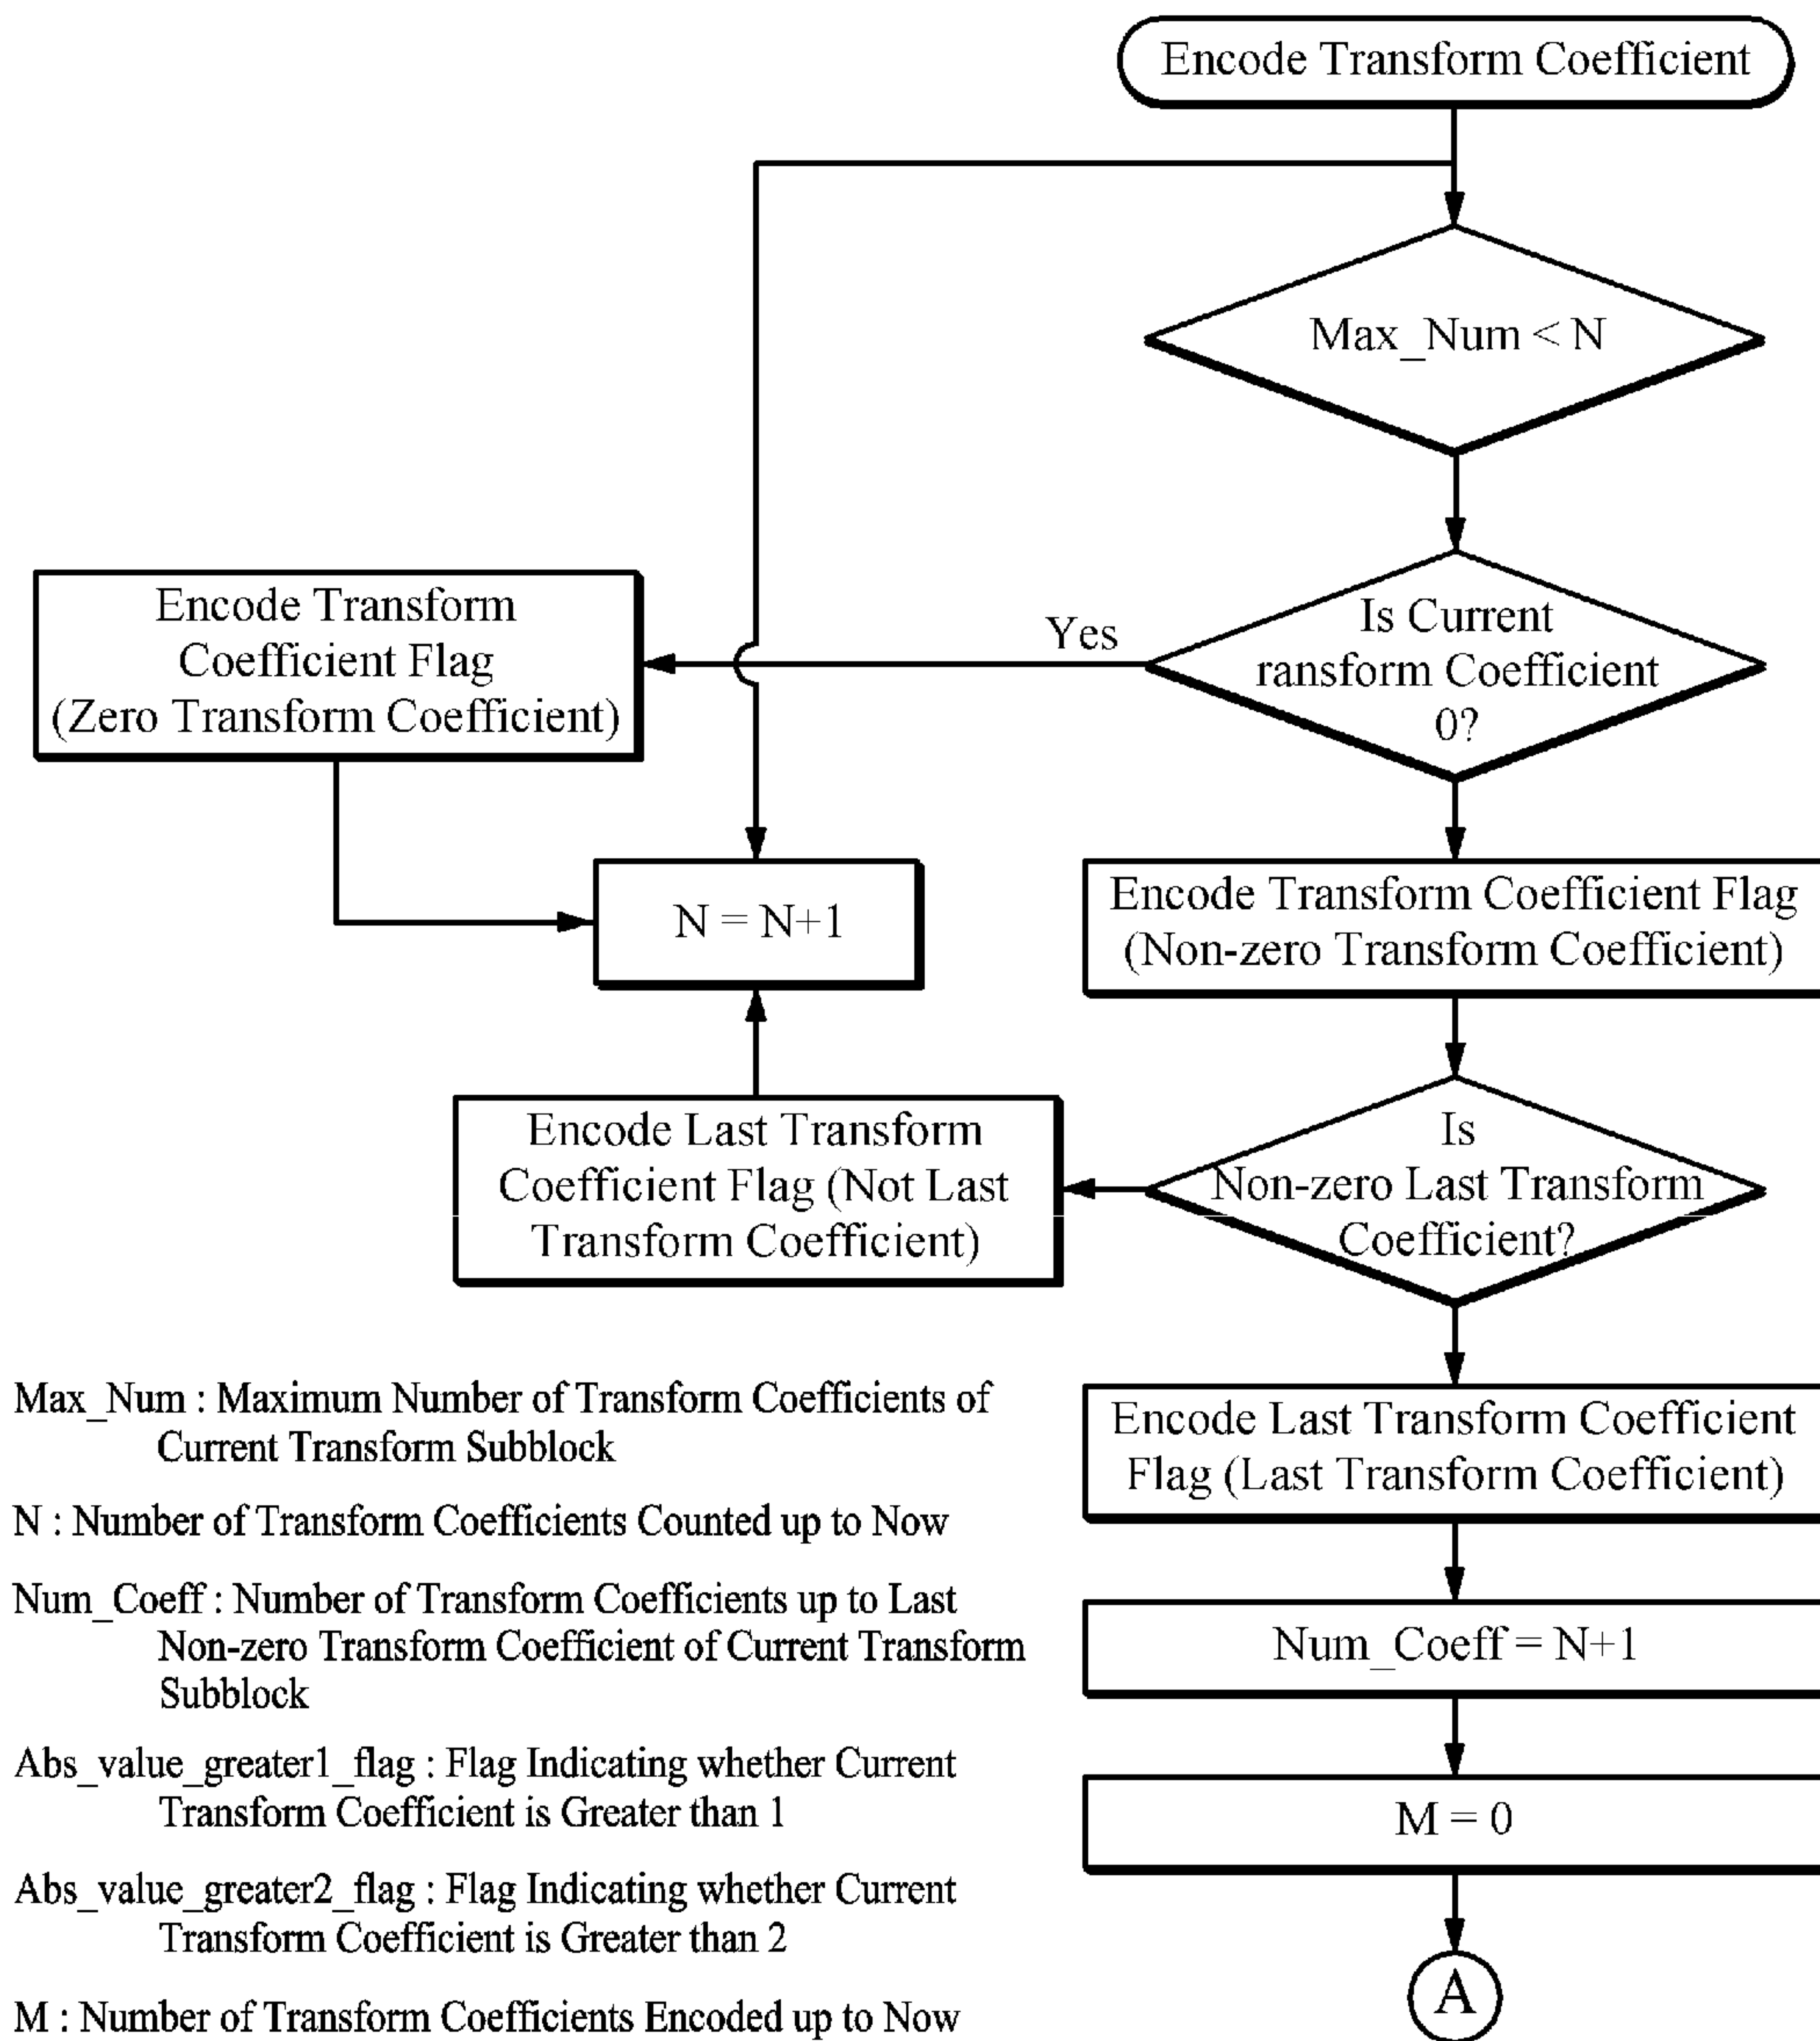 Encode Transform Coefficient
Max_Num < N
Is Current
ransform Coefficient
0?
Yes
Encode Transform
Coefficient Flag
(Zero Transform Coefficient)
N = N+1
Encode Transform Coefficient Flag
(Non-zero Transform Coefficient)
Is
Non-zero Last Transform
Coefficient?
Encode Last Transform
Coefficient Flag (Not Last
Transform Coefficient)
Encode Last Transform Coefficient
Flag (Last Transform Coefficient)
Num_Coeff = N+1
M = 0
A
Max_Num : Maximum Number of Transform Coefficients of
Current Transform Subblock
N : Number of Transform Coefficients Counted up to Now
Num_Coeff : Number of Transform Coefficients up to Last
Non-zero Transform Coefficient of Current Transform
Subblock
Abs_value_greater1_flag : Flag Indicating whether Current
Transform Coefficient is Greater than 1
Abs_value_greater2_flag : Flag Indicating whether Current
Transform Coefficient is Greater than 2
M : Number of Transform Coefficients Encoded up to Now